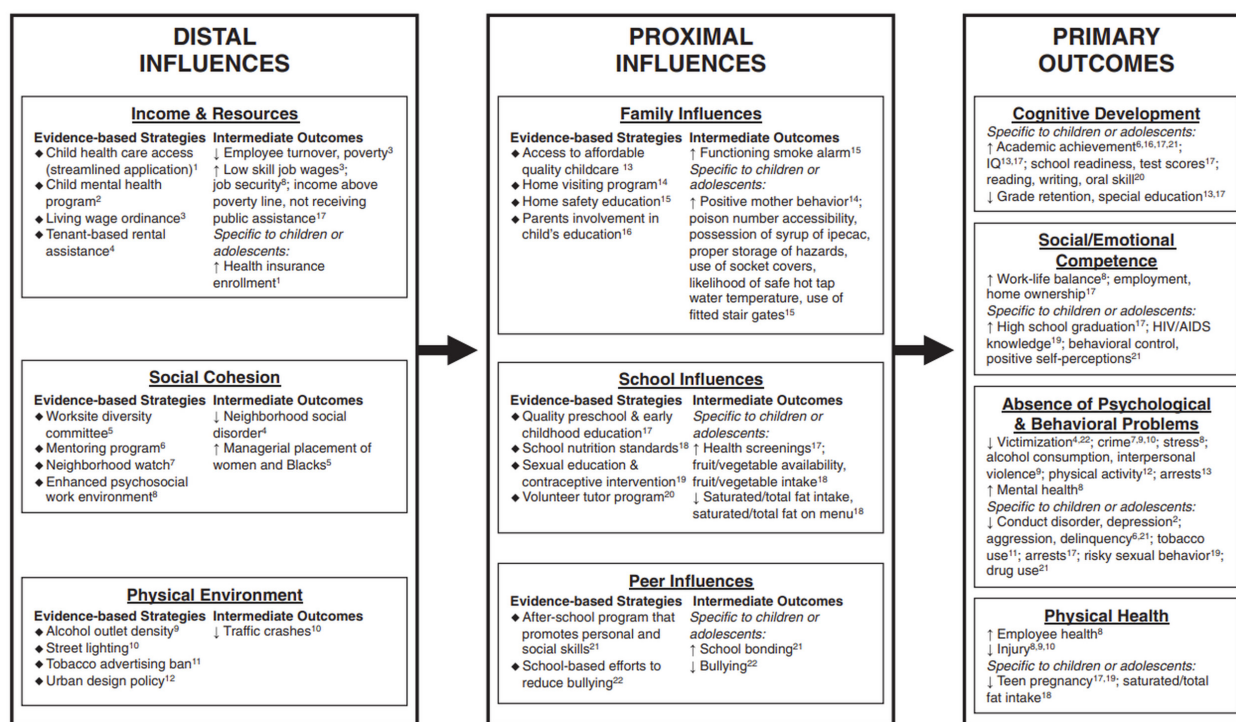 DISTAL
INFLUENCES
Income & Resources
Evidence-based Strategies
◆ Child health care access
(streamlined application)¹
◆ Child mental health
program²
◆ Living wage ordinance³
◆ Tenant-based rental
assistance⁴
Intermediate Outcomes
↓ Employee turnover, poverty³
↑ Low skill job wages³;
job security⁸; income above
poverty line, not receiving
public assistance¹⁷
Specific to children or
adolescents:
↑ Health insurance
enrollment¹
Social Cohesion
Evidence-based Strategies
◆ Worksite diversity
committee⁵
◆ Mentoring program⁶
◆ Neighborhood watch⁷
◆ Enhanced psychosocial
work environment⁸
Intermediate Outcomes
↓ Neighborhood social
disorder⁴
↑ Managerial placement of
women and Blacks⁵
Physical Environment
Evidence-based Strategies
◆ Alcohol outlet density⁹
◆ Street lighting¹⁰
◆ Tobacco advertising ban¹¹
◆ Urban design policy¹²
Intermediate Outcomes
↓ Traffic crashes¹⁰
PROXIMAL
INFLUENCES
Family Influences
Evidence-based Strategies
◆ Access to affordable
quality childcare ¹³
◆ Home visiting program¹⁴
◆ Home safety education¹⁵
◆ Parents involvement in
child's education¹⁶
Intermediate Outcomes
↑ Functioning smoke alarm¹⁵
Specific to children or
adolescents:
↑ Positive mother behavior¹⁴;
poison number accessibility,
possession of syrup of ipecac,
proper storage of hazards,
use of socket covers,
likelihood of safe hot tap
water temperature, use of
fitted stair gates¹⁵
School Influences
Evidence-based Strategies
◆ Quality preschool & early
childhood education¹⁷
◆ School nutrition standards¹⁸
◆ Sexual education &
contraceptive intervention¹⁹
◆ Volunteer tutor program²⁰
Intermediate Outcomes
Specific to children or
adolescents:
↑ Health screenings¹⁷;
fruit/vegetable availability,
fruit/vegetable intake¹⁸
↓ Saturated/total fat intake,
saturated/total fat on menu¹⁸
Peer Influences
Evidence-based Strategies
◆ After-school program that
promotes personal and
social skills²¹
◆ School-based efforts to
reduce bullying²²
Intermediate Outcomes
Specific to children or
adolescents:
↑ School bonding²¹
↓ Bullying²²
PRIMARY
OUTCOMES
Cognitive Development
Specific to children or adolescents:
↑ Academic achievement⁶,¹⁶,¹⁷,²¹;
IQ¹³,¹⁷; school readiness, test scores¹⁷;
reading, writing, oral skill²⁰
↓ Grade retention, special education¹³,¹⁷
Social/Emotional
Competence
↑ Work-life balance⁸; employment,
home ownership¹⁷
Specific to children or adolescents:
↑ High school graduation¹⁷; HIV/AIDS
knowledge¹⁹; behavioral control,
positive self-perceptions²¹
Absence of Psychological
& Behavioral Problems
↓ Victimization⁴,²²; crime⁷,⁹,¹⁰; stress⁸;
alcohol consumption, interpersonal
violence⁹; physical activity¹²; arrests¹³
↑ Mental health⁸
Specific to children or adolescents:
↓ Conduct disorder, depression²;
aggression, delinquency⁶,²¹; tobacco
use¹¹; arrests¹⁷; risky sexual behavior¹⁹;
drug use²¹
Physical Health
↑ Employee health⁸
↓ Injury⁸,⁹,¹⁰
Specific to children or adolescents:
↓ Teen pregnancy¹⁷,¹⁹; saturated/total
fat intake¹⁸